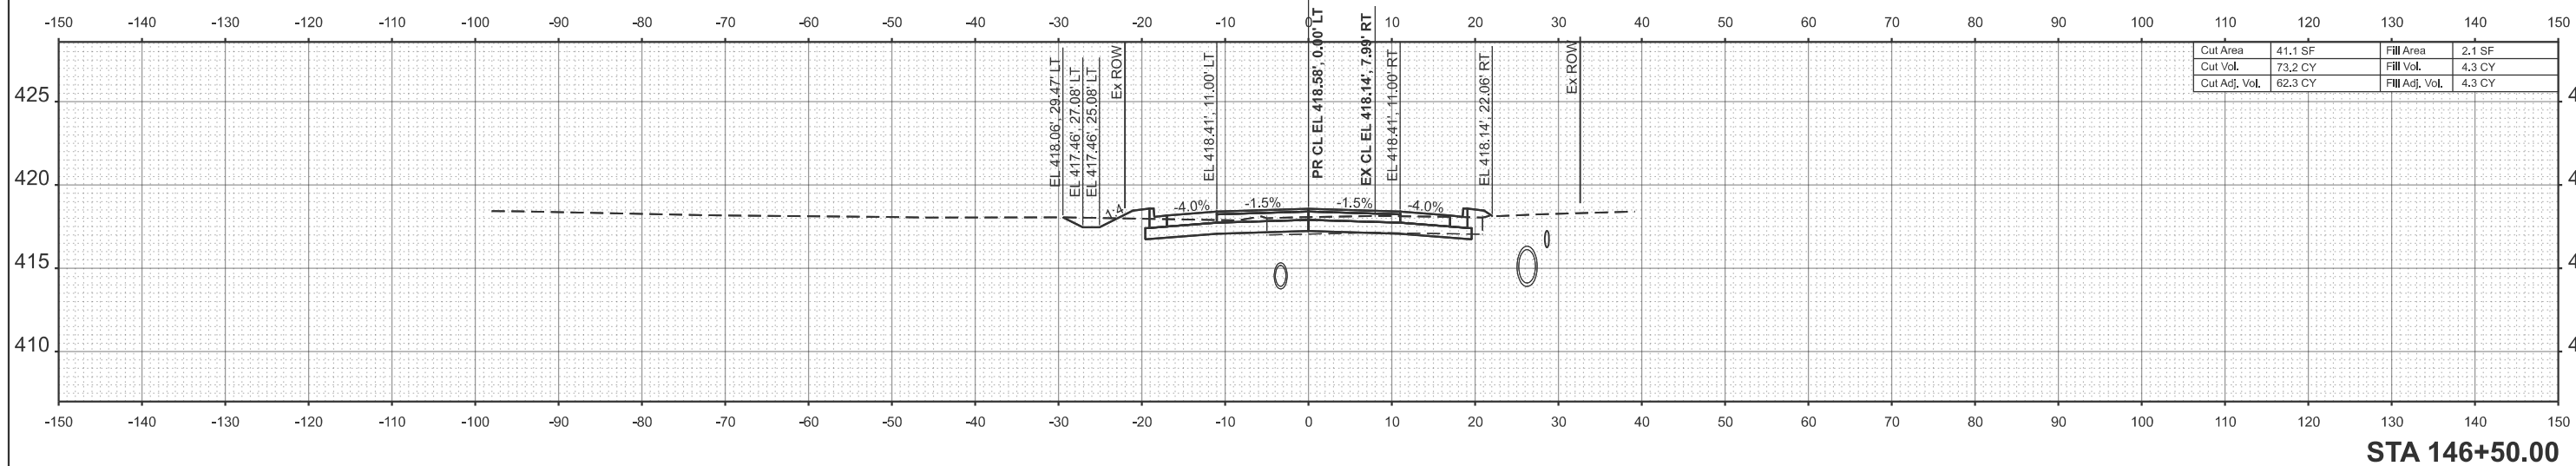 -150 -140 -130 -120 -110 -100 -90 -80 -70 -60 -50 -40 -30 -20 -10 0 10 20 30 40 50 60 70 80 90 100 110 120 130 140 150
EL 418.06', 29.47' LT
EL 417.46', 27.08' LT
EL 417.46', 25.08' LT
Ex ROW
EL 418.41', 11.00' LT
PR CL EL 418.58', 0.00' LT
EX CL EL 418.14', 7.99' RT
EL 418.41', 11.00' RT
EL 418.14', 22.06' RT
Ex ROW
Cut Area 41.1 SF Fill Area 2.1 SF
Cut Vol. 73.2 CY Fill Vol. 4.3 CY
Cut Adj. Vol. 62.3 CY Fill Adj. Vol. 4.3 CY
425
420
1:4 -4.0% -1.5% -1.5% -4.0%
415
410
-150 -140 -130 -120 -110 -100 -90 -80 -70 -60 -50 -40 -30 -20 -10 0 10 20 30 40 50 60 70 80 90 100 110 120 130 140 150
STA 146+50.00